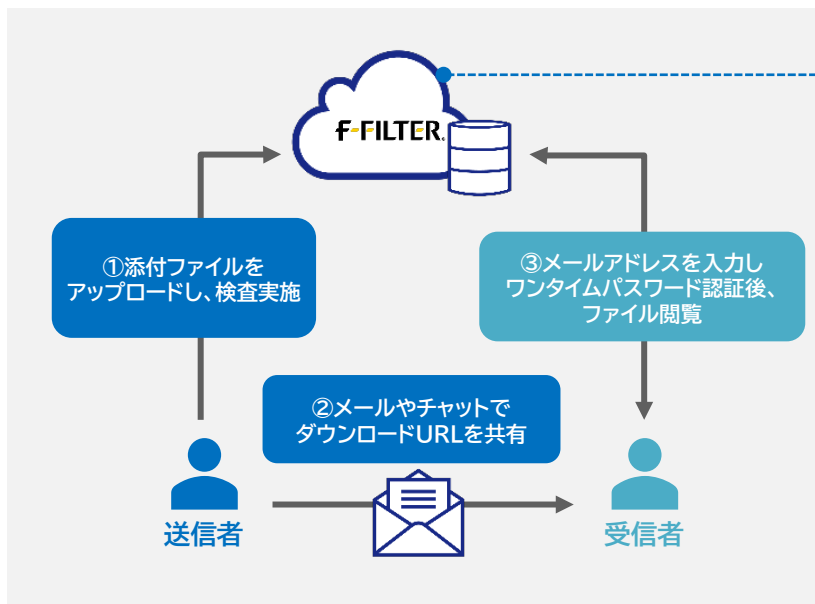 F-FILTER®
①添付ファイルを
アップロードし、検査実施
③メールアドレスを入力し
ワンタイムパスワード認証後、
ファイル閲覧
②メールやチャットで
ダウンロードURLを共有
送信者
受信者